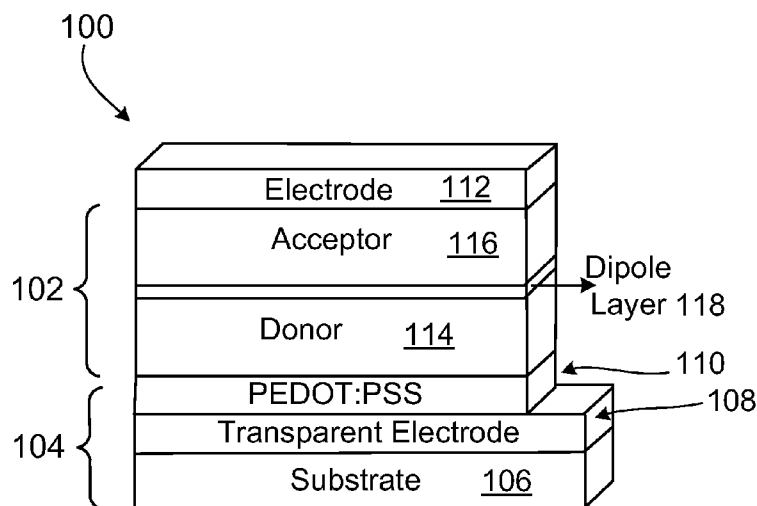 100
Electrode 112
Acceptor 116
102
Dipole
Layer 118
Donor 114
110
PEDOT:PSS
108
104
Transparent Electrode
Substrate 106